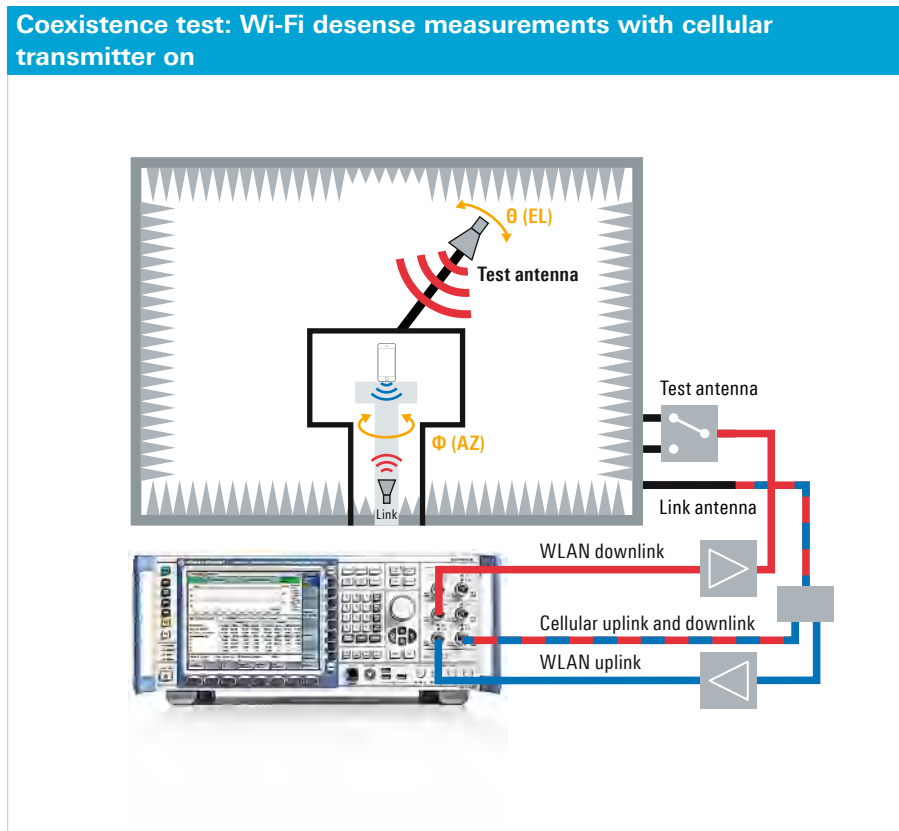 Coexistence test: Wi-Fi desense measurements with cellular
transmitter on
θ (EL)
Test antenna
Φ (AZ)
Link
Test antenna
Link antenna
WLAN downlink
Cellular uplink and downlink
WLAN uplink